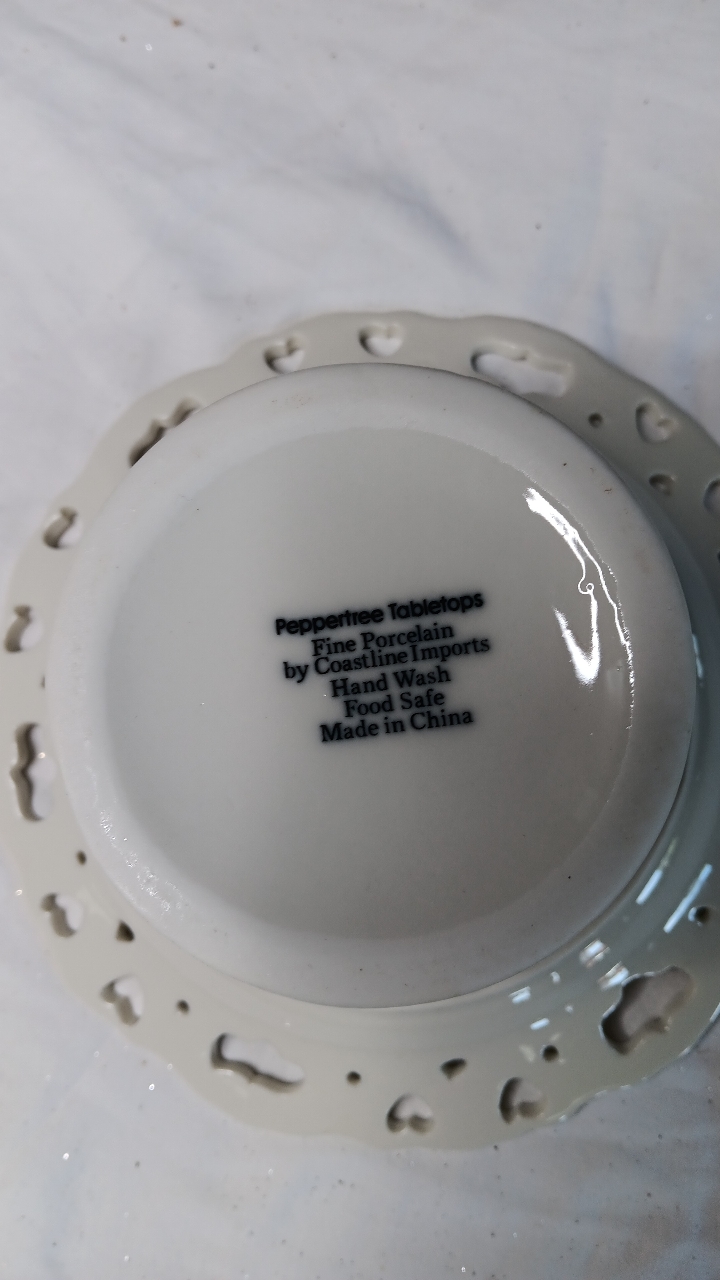 Peppertree Tabletops
Fine Porcelain
by Coastline Imports
Hand Wash
Food Safe
Made in China